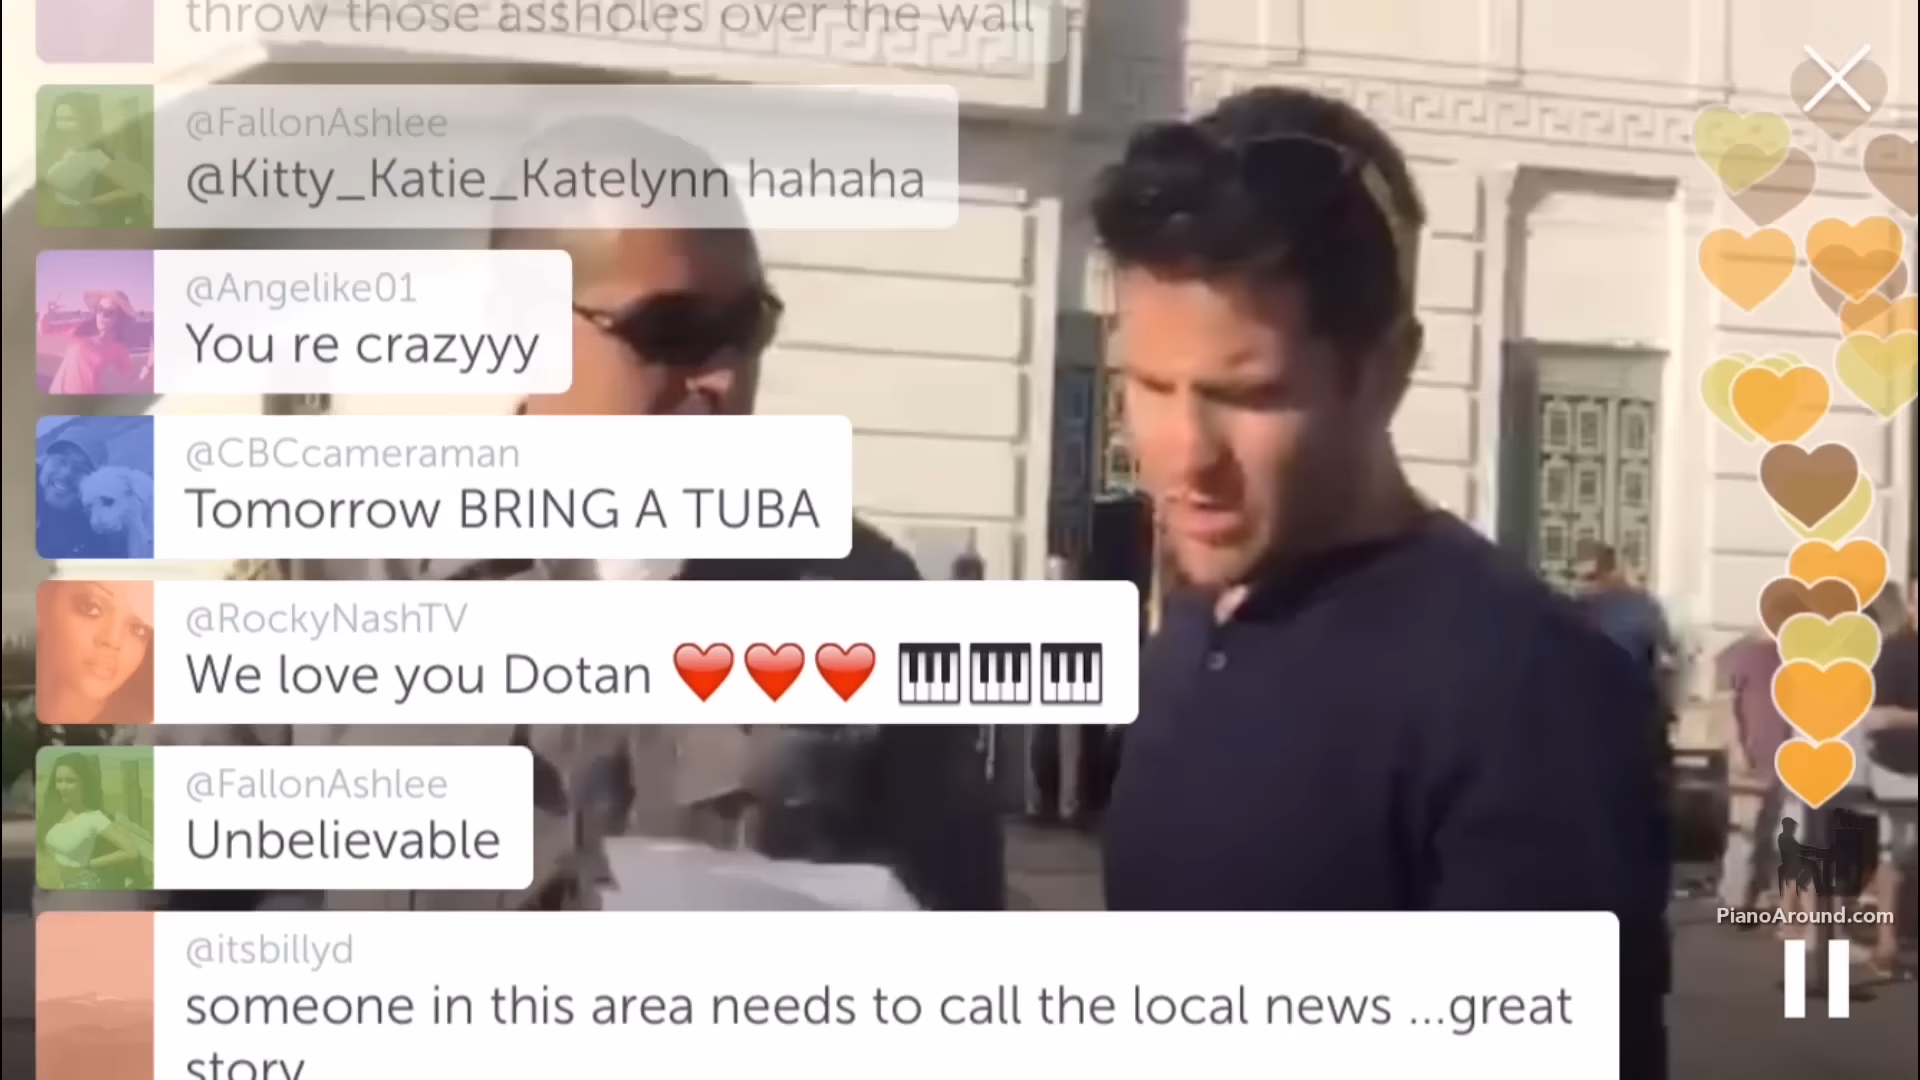 throw those assholes over the wall
@FallonAshlee
@Kitty_Katie_Katelynn hahaha
@Angelike01
You re crazyyy
@CBCcameraman
Tomorrow BRING A TUBA
@RockyNashTV
We love you Dotan ❤️❤️❤️ 🎹🎹🎹
@FallonAshlee
Unbelievable
PianoAround.com
@itsbillyd
someone in this area needs to call the local news ...great
story